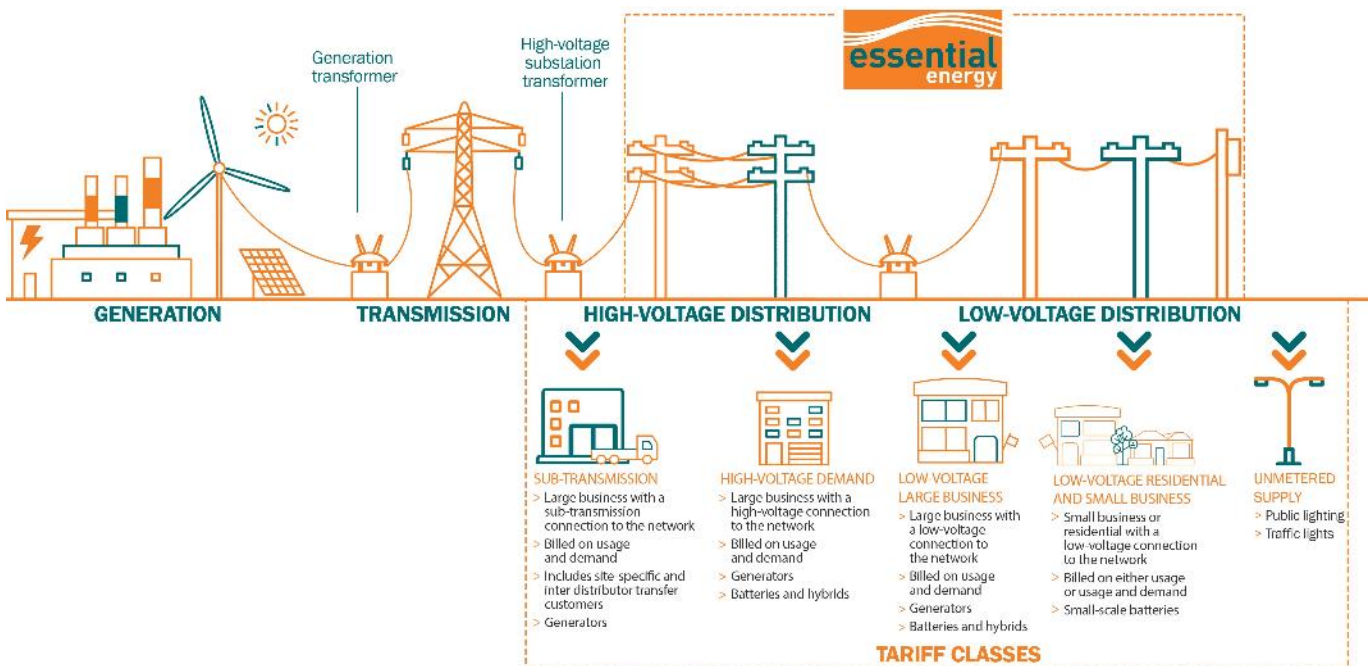 essential
energy
Generation
transformer
High-voltage
substation
transformer
GENERATION
TRANSMISSION
HIGH-VOLTAGE DISTRIBUTION
LOW-VOLTAGE DISTRIBUTION
SUB-TRANSMISSION
> Large business with a
sub-transmission
connection to the network
> Billed on usage
and demand
> Includes site specific and
inter distributor transfer
customers
> Generators
HIGH-VOLTAGE DEMAND
> Large business with a
high-voltage connection
to the network
> Billed on usage
and demand
> Generators
> Batteries and hybrids
LOW-VOLTAGE
LARGE BUSINESS
> Large business with
a low-voltage
connection to
the network
> Billed on usage
and demand
> Generators
> Batteries and hybrids
LOW-VOLTAGE RESIDENTIAL
AND SMALL BUSINESS
> Small business or
residential with a
low-voltage connection
to the network
> Billed on either usage
or usage and demand
> Small-scale batteries
UNMETERED
SUPPLY
> Public lighting
> Traffic lights
TARIFF CLASSES